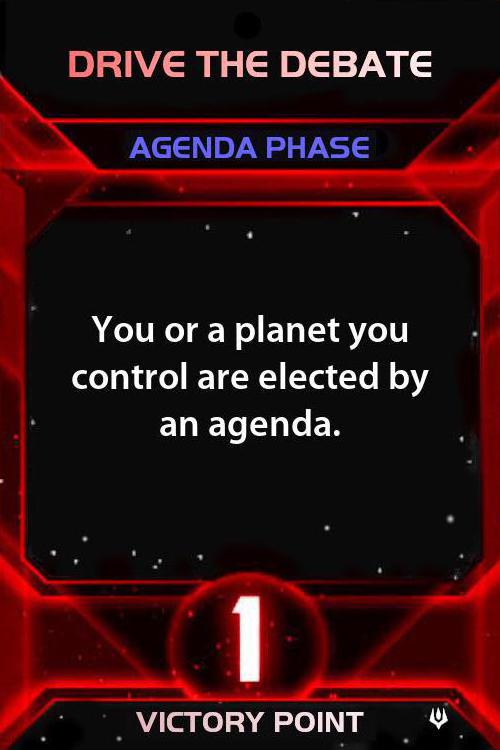 DRIVE THE DEBATE
AGENDA PHASE
You or a planet you
control are elected by
an agenda.
1
VICTORY POINT